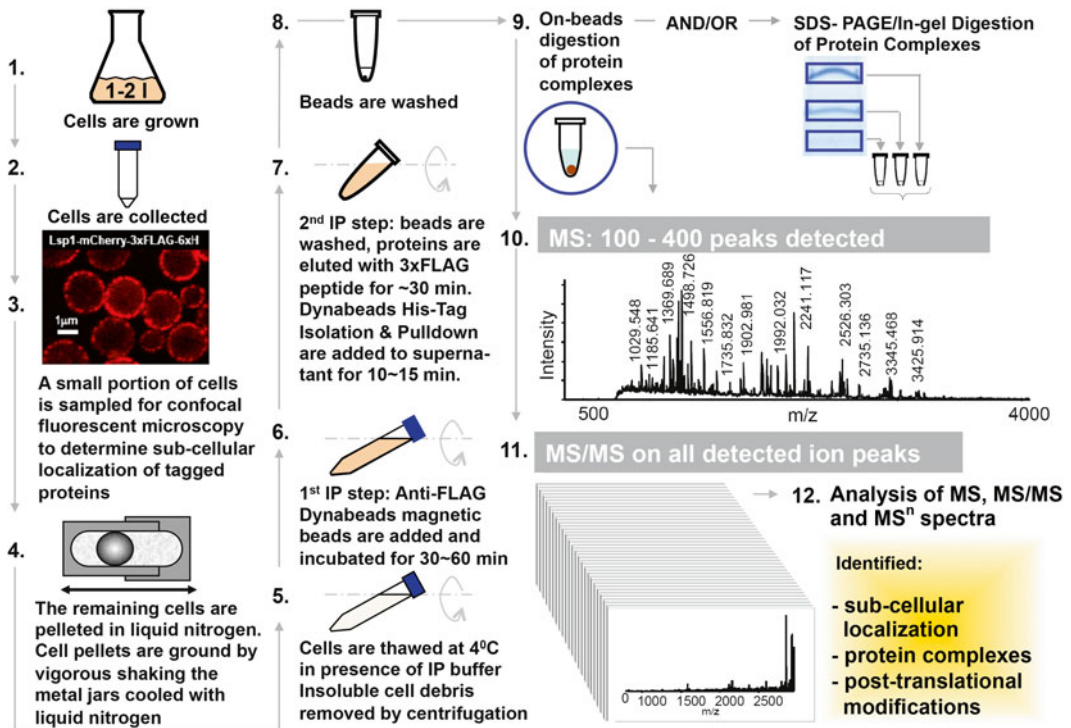 1.
1-2 l
Cells are grown
2.
Cells are collected
Lsp1-mCherry-3xFLAG-6xH
3.
1µm
A small portion of cells
is sampled for confocal
fluorescent microscopy
to determine sub-cellular
localization of tagged
proteins
4.
The remaining cells are
pelleted in liquid nitrogen.
Cell pellets are ground by
vigorous shaking the
metal jars cooled with
liquid nitrogen
5.
Cells are thawed at 4⁰C
in presence of IP buffer
Insoluble cell debris
removed by centrifugation
6.
1st IP step: Anti-FLAG
Dynabeads magnetic
beads are added and
incubated for 30~60 min
7.
2nd IP step: beads are
washed, proteins are
eluted with 3xFLAG
peptide for ~30 min.
Dynabeads His-Tag
Isolation & Pulldown
are added to superna-
tant for 10~15 min.
8.
Beads are washed
9.
On-beads
digestion
of protein
complexes
AND/OR
SDS- PAGE/In-gel Digestion
of Protein Complexes
10.
MS: 100 - 400 peaks detected
Intensity
1029.548
1185.641
1369.689
1498.726
1556.819
1735.832
1902.981
1992.032
2241.117
2526.303
2735.136
3345.468
3425.914
500
m/z
4000
11.
MS/MS on all detected ion peaks
0 1000 1500 2000 2500
m/z
12.
Analysis of MS, MS/MS
and MSⁿ spectra
Identified:
- sub-cellular
localization
- protein complexes
- post-translational
modifications